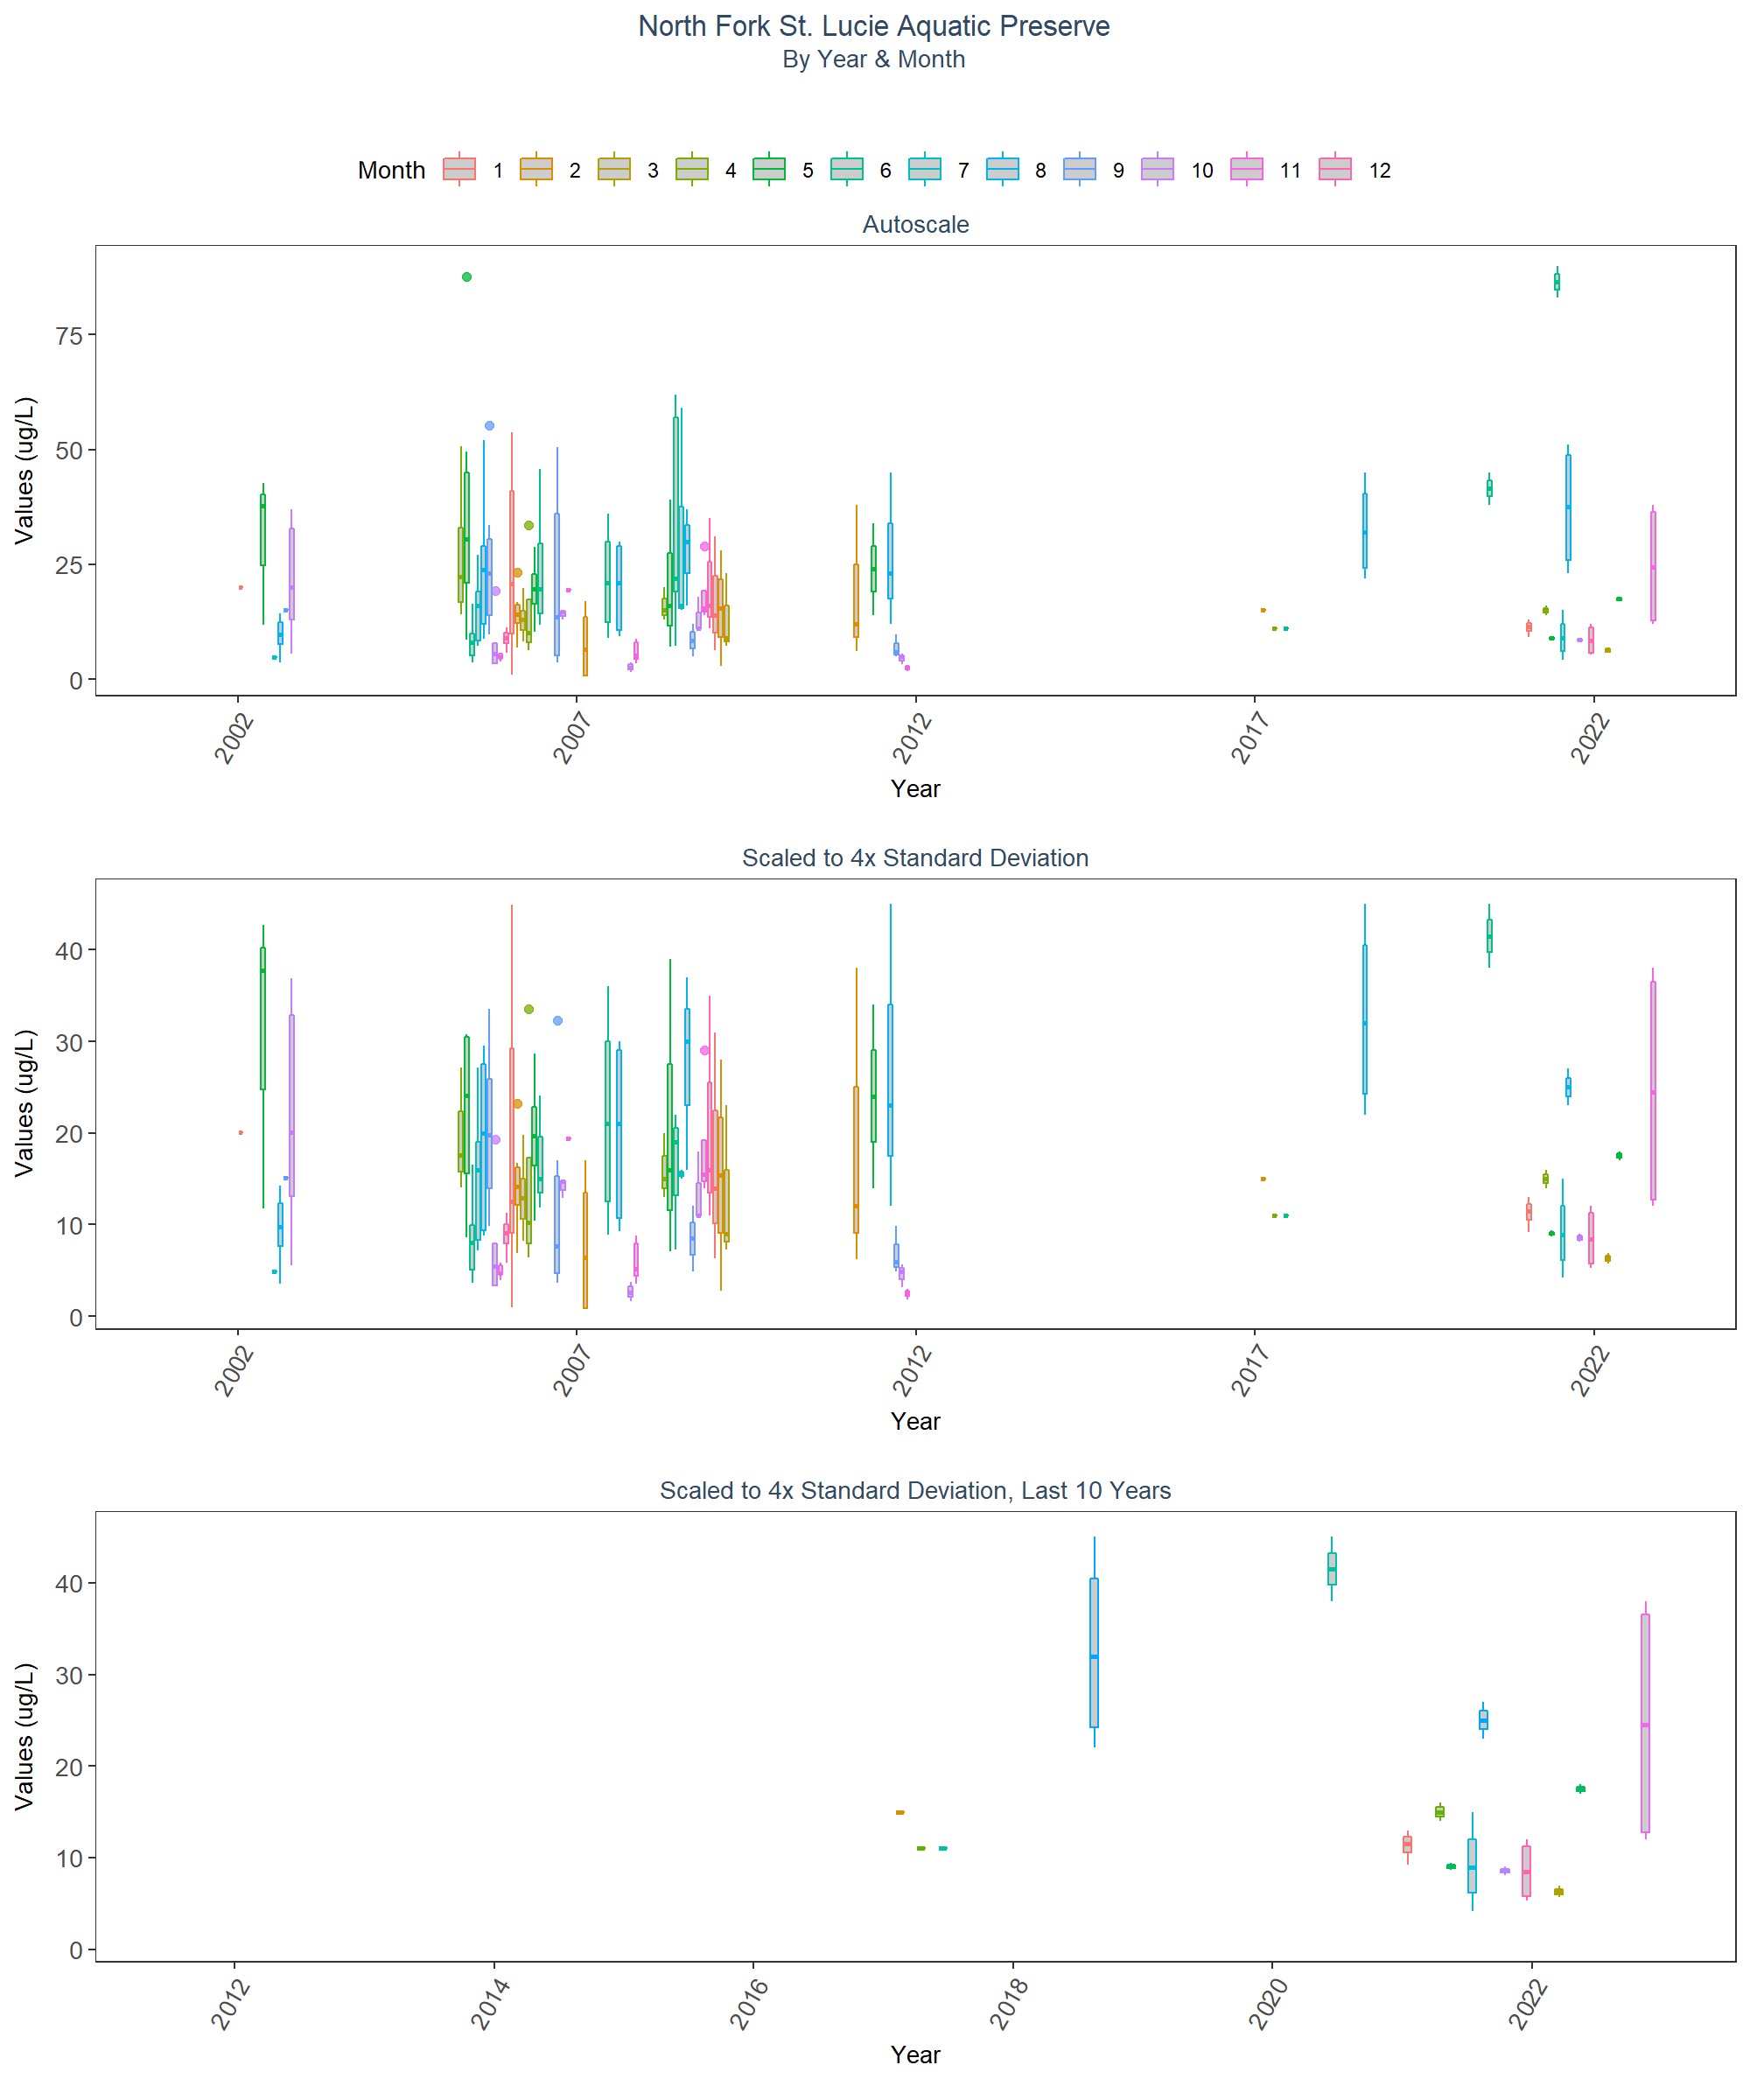 North Fork St. Lucie Aquatic Preserve
By Year & Month
Month 1 2 3 4 5 6 7 8 9 10 11 12
Autoscale
Values (ug/L)
75
50
25
0
2002 2007 2012 2017 2022
Year
Scaled to 4x Standard Deviation
Values (ug/L)
40
30
20
10
0
2002 2007 2012 2017 2022
Year
Scaled to 4x Standard Deviation, Last 10 Years
Values (ug/L)
40
30
20
10
0
2012 2014 2016 2018 2020 2022
Year